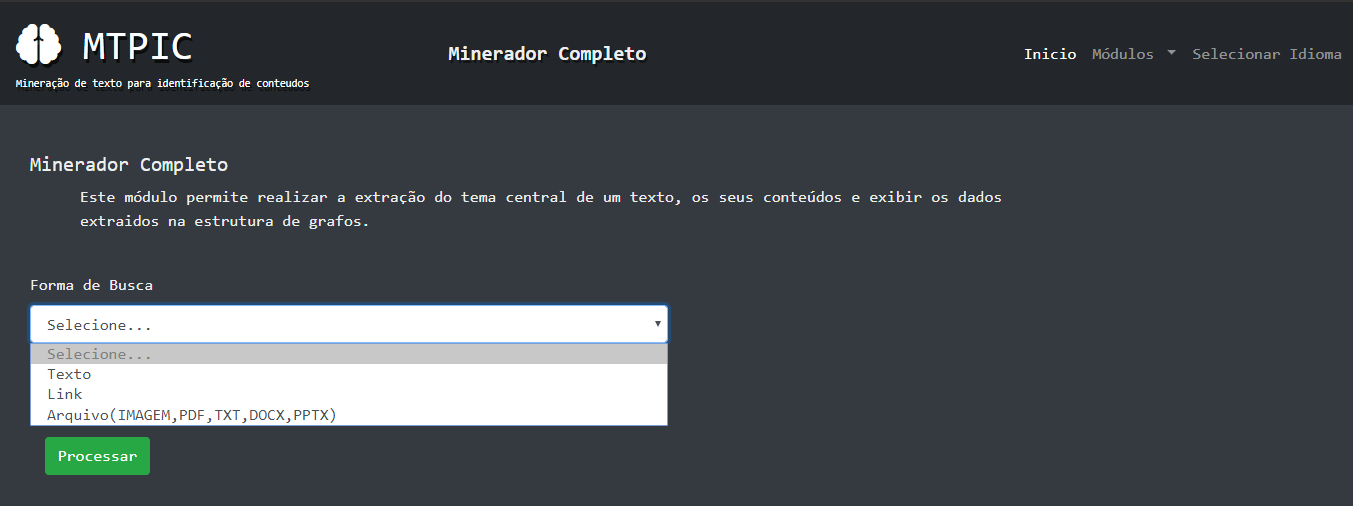 MTPIC
Mineração de texto para identificação de conteudos
Minerador Completo
Inicio Módulos Selecionar Idioma
Minerador Completo
Este módulo permite realizar a extração do tema central de um texto, os seus conteúdos e exibir os dados
extraidos na estrutura de grafos.
Forma de Busca
Selecione...
Selecione...
Texto
Link
Arquivo(IMAGEM,PDF,TXT,DOCX,PPTX)
Processar